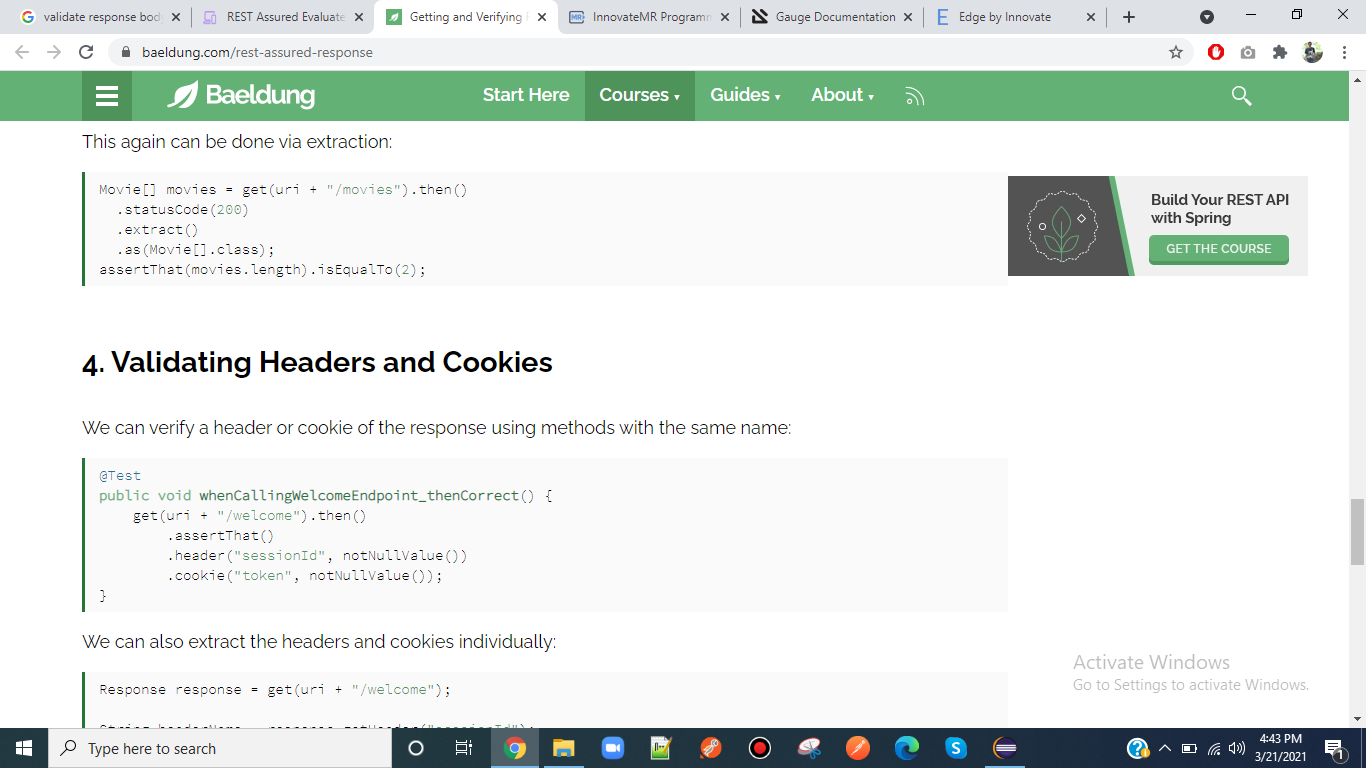 validate response bod
REST Assured Evaluate
Getting and Verifying
InnovateMR Programm
Gauge Documentation
Edge by Innovate
baeldung.com/rest-assured-response
Baeldung
Start Here
Courses
Guides
About
This again can be done via extraction:
Movie[] movies = get(uri + "/movies").then()
.statusCode(200)
.extract()
.as(Movie[].class);
assertThat(movies.length).isEqualTo(2);
Build Your REST API
with Spring
GET THE COURSE
4. Validating Headers and Cookies
We can verify a header or cookie of the response using methods with the same name:
@Test
public void whenCallingWelcomeEndpoint_thenCorrect() {
get(uri + "/welcome").then()
.assertThat()
.header("sessionId", notNullValue())
.cookie("token", notNullValue());
}
We can also extract the headers and cookies individually:
Response response = get(uri + "/welcome");
Activate Windows
Go to Settings to activate Windows.
Type here to search
4:43 PM
3/21/2021
1